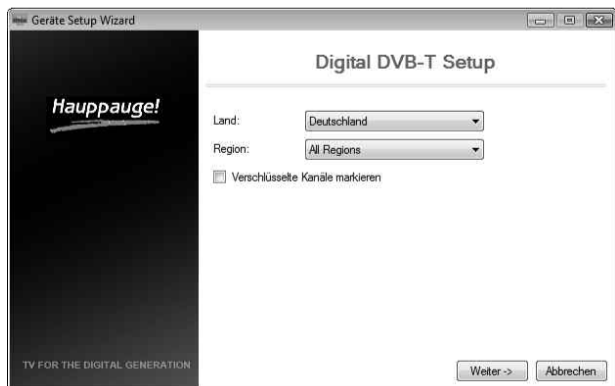 Geräte Setup Wizard
Digital DVB-T Setup
Hauppauge!
Land: Deutschland
Region: All Regions
Verschlüsselte Kanäle markieren
TV FOR THE DIGITAL GENERATION
Weiter -> Abbrechen